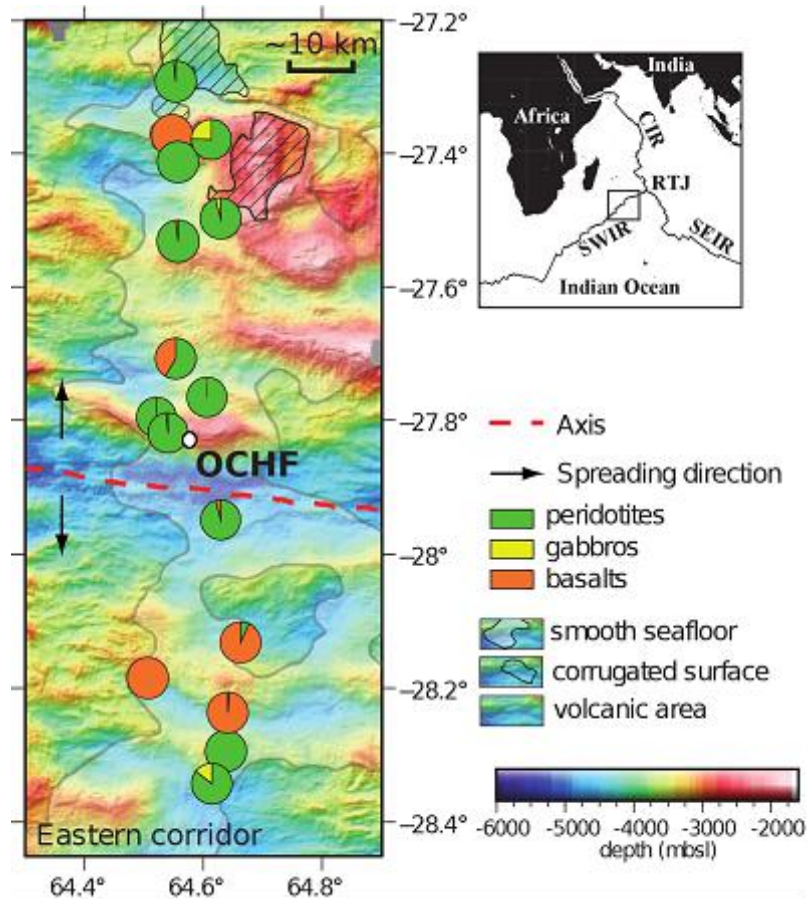 ~10 km
OCHF
Eastern corridor
64.4°
64.6°
64.8°
−27.2°
−27.4°
−27.6°
−27.8°
−28°
−28.2°
−28.4°
India
Africa
CIR
RTJ
SWIR
SEIR
Indian Ocean
Axis
Spreading direction
peridotites
gabbros
basalts
smooth seafloor
corrugated surface
volcanic area
-6000 -5000 -4000 -3000 -2000
depth (mbsl)